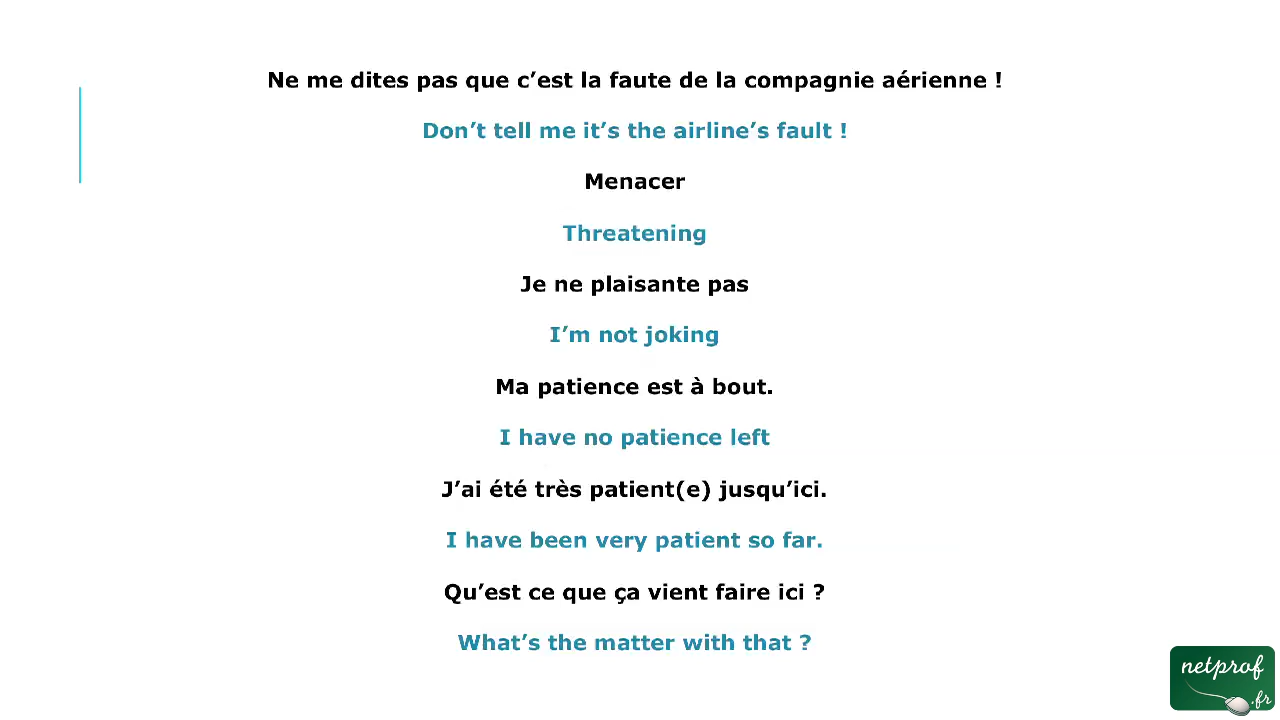 Ne me dites pas que c’est la faute de la compagnie aérienne !
Don’t tell me it’s the airline’s fault !
Menacer
Threatening
Je ne plaisante pas
I’m not joking
Ma patience est à bout.
I have no patience left
J’ai été très patient(e) jusqu’ici.
I have been very patient so far.
Qu’est ce que ça vient faire ici ?
What’s the matter with that ?
netprof
.fr